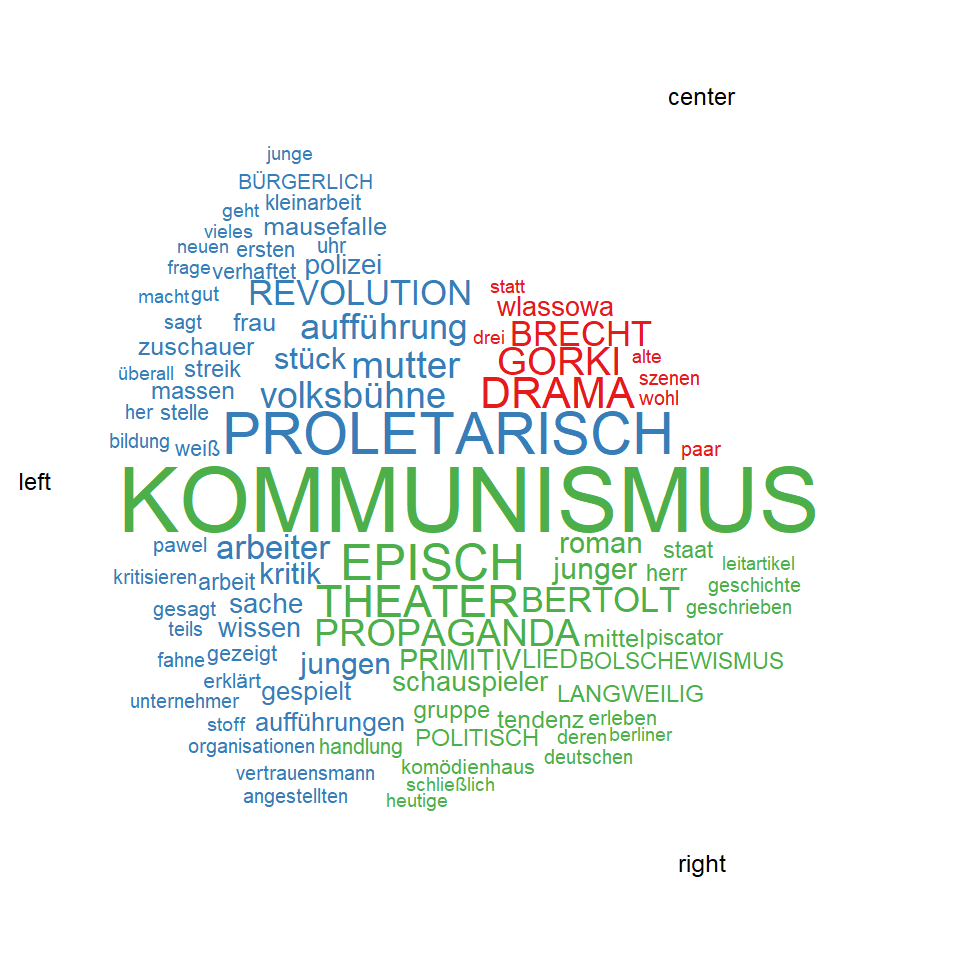 center
junge
BÜRGERLICH
geht kleinarbeit
vieles mausefalle
neuen ersten uhr
frage verhaftet polizei
macht gut REVOLUTION statt
wlassowa
sagt frau aufführung drei BRECHT
zuschauer stück mutter GORKI alte
überall streik szenen
massen volksbühne DRAMA wohl
her stelle
bildung weiß PROLETARISCH paar
left
KOMMUNISMUS
pawel arbeiter roman staat
EPISCH leitartikel
kritisieren arbeit kritik junger herr geschichte
gesagt sache THEATER BERTOLT geschrieben
teils wissen PROPAGANDA mittel piscator
fahne gezeigt jungen PRIMITIV LIED BOLSCHEWISMUS
erklärt schauspieler
unternehmer gespielt LANGWEILIG
stoff aufführungen gruppe tendenz erleben
organisationen handlung POLITISCH deren berliner
deutschen
vertrauensmann komödienhaus
schließlich
angestellten heutige
right